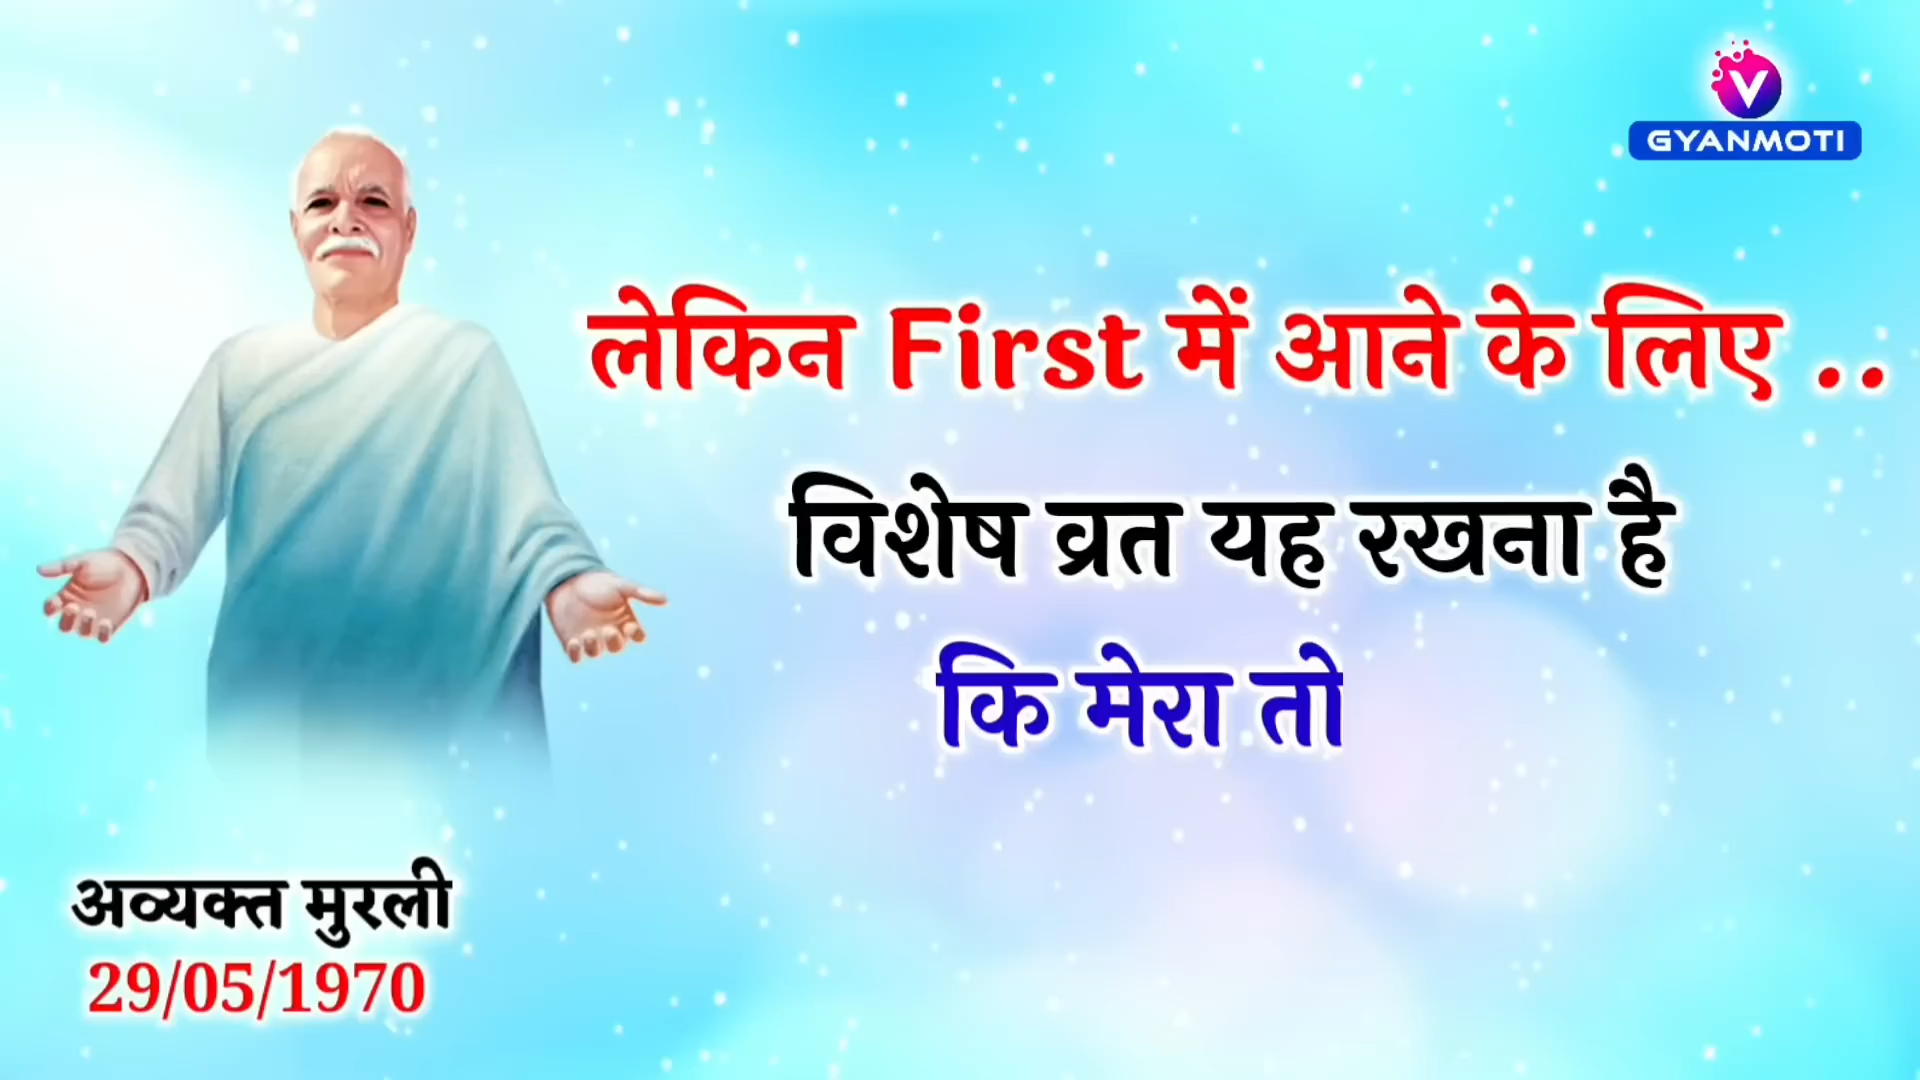 V
GYANMOTI
लेकिन First में आने के लिए ..
विशेष व्रत यह रखना है
कि मेरा तो
अव्यक्त मुरली
29/05/1970